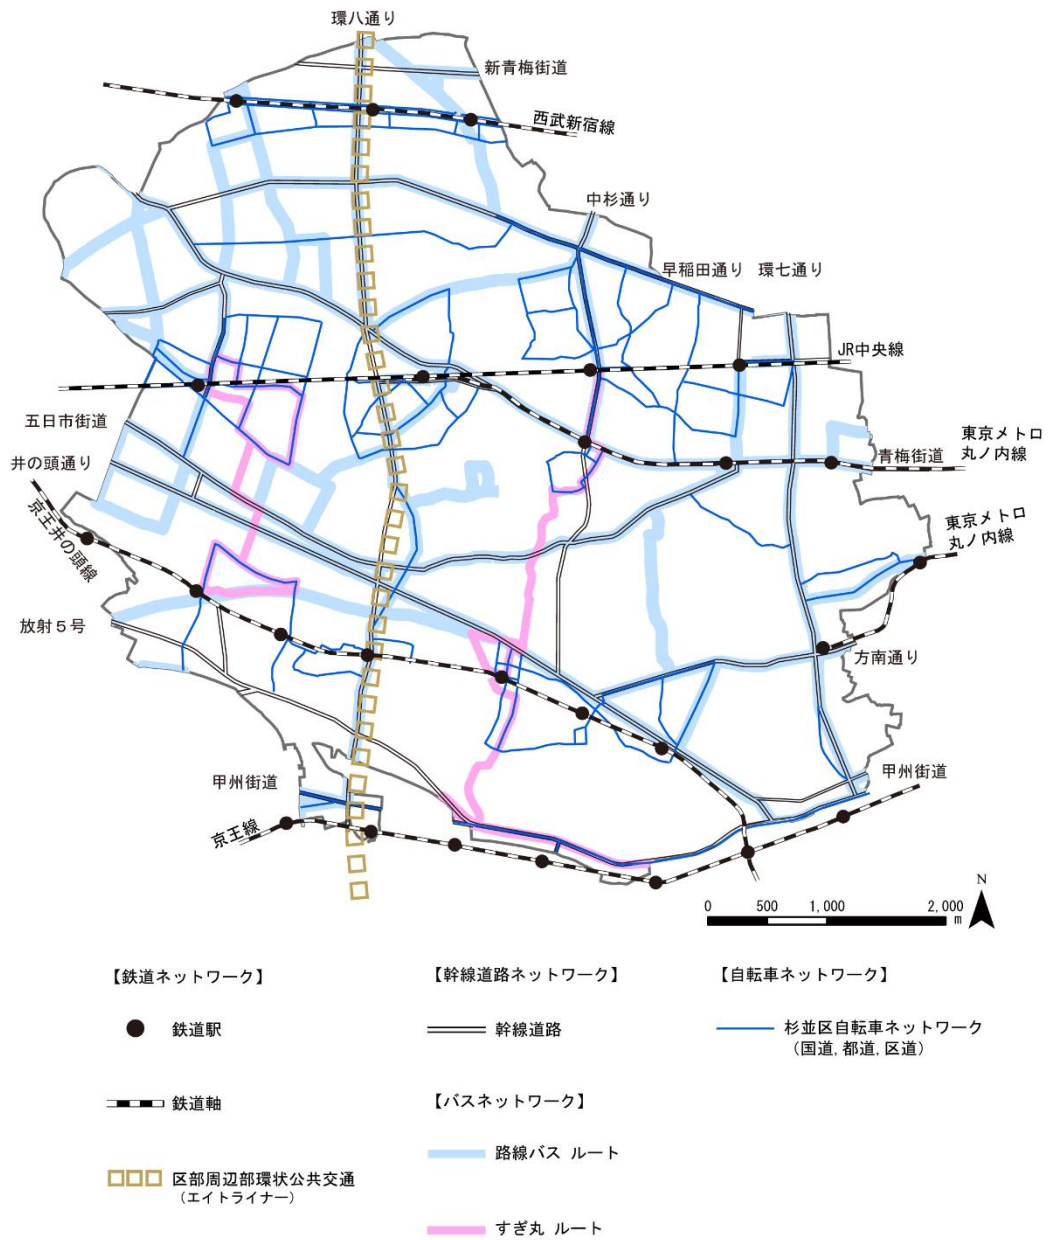 環八通り
新青梅街道
西武新宿線
中杉通り
早稲田通り 環七通り
JR中央線
五日市街道
井の頭通り
青梅街道
東京メトロ
丸ノ内線
京王井の頭線
東京メトロ
丸ノ内線
放射5号
方南通り
甲州街道
甲州街道
京王線
N
0 500 1,000 2,000
m
【鉄道ネットワーク】
鉄道駅
鉄道軸
区部周辺部環状公共交通
(エイトライナー)
【幹線道路ネットワーク】
幹線道路
【バスネットワーク】
路線バス ルート
すぎ丸 ルート
【自転車ネットワーク】
杉並区自転車ネットワーク
(国道,都道,区道)